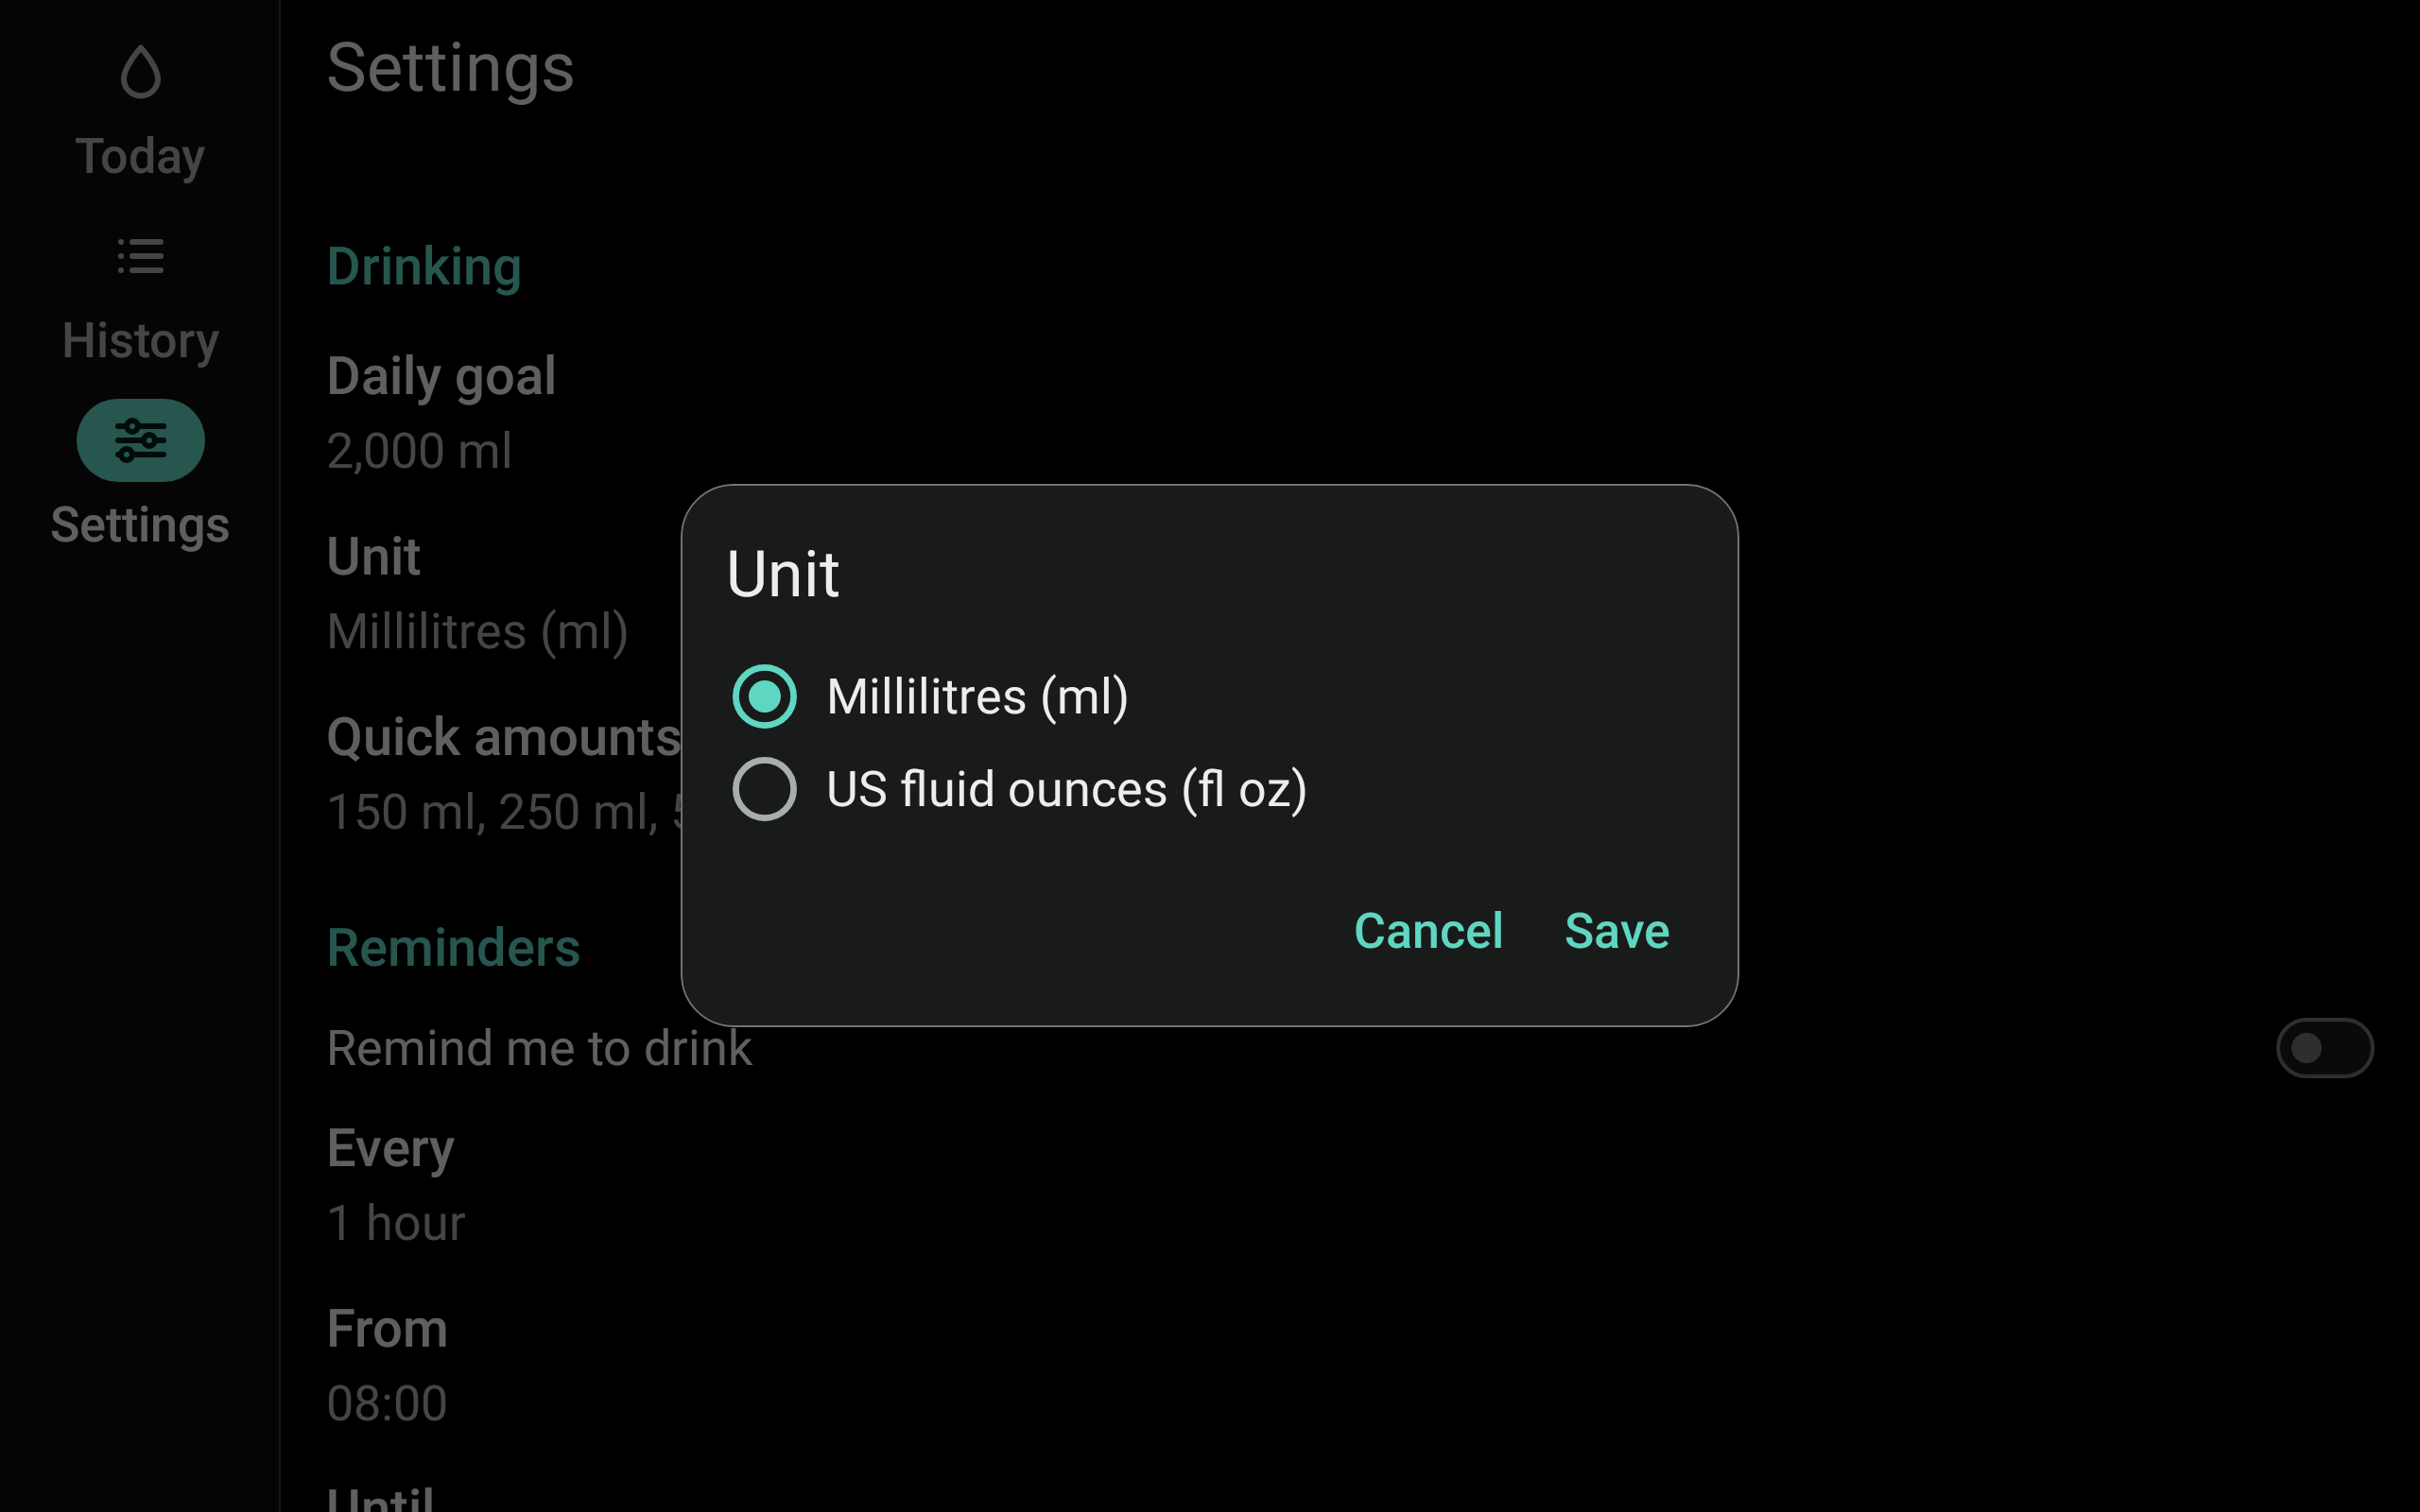 Today
History
Settings
Settings
Drinking
Daily goal
2,000 ml
Unit
Millilitres (ml)
Quick amounts
150 ml, 250 ml,
Reminders
Remind me to drink
Every
1 hour
From
08:00
Until
Unit
Millilitres (ml)
US fluid ounces (fl oz)
Cancel
Save